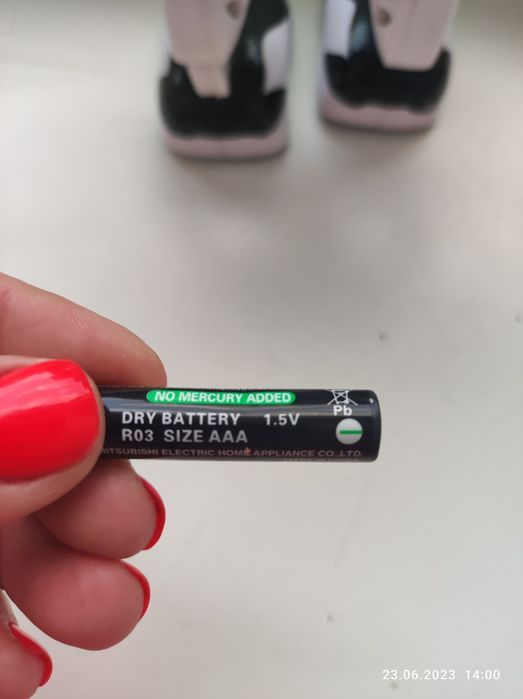 NO MERCURY ADDED
DRY BATTERY 1.5V
Pb
R03 SIZE AAA
MITSUBISHI ELECTRIC HOME APPLIANCE CO.,LTD.
23.06.2023 14:00